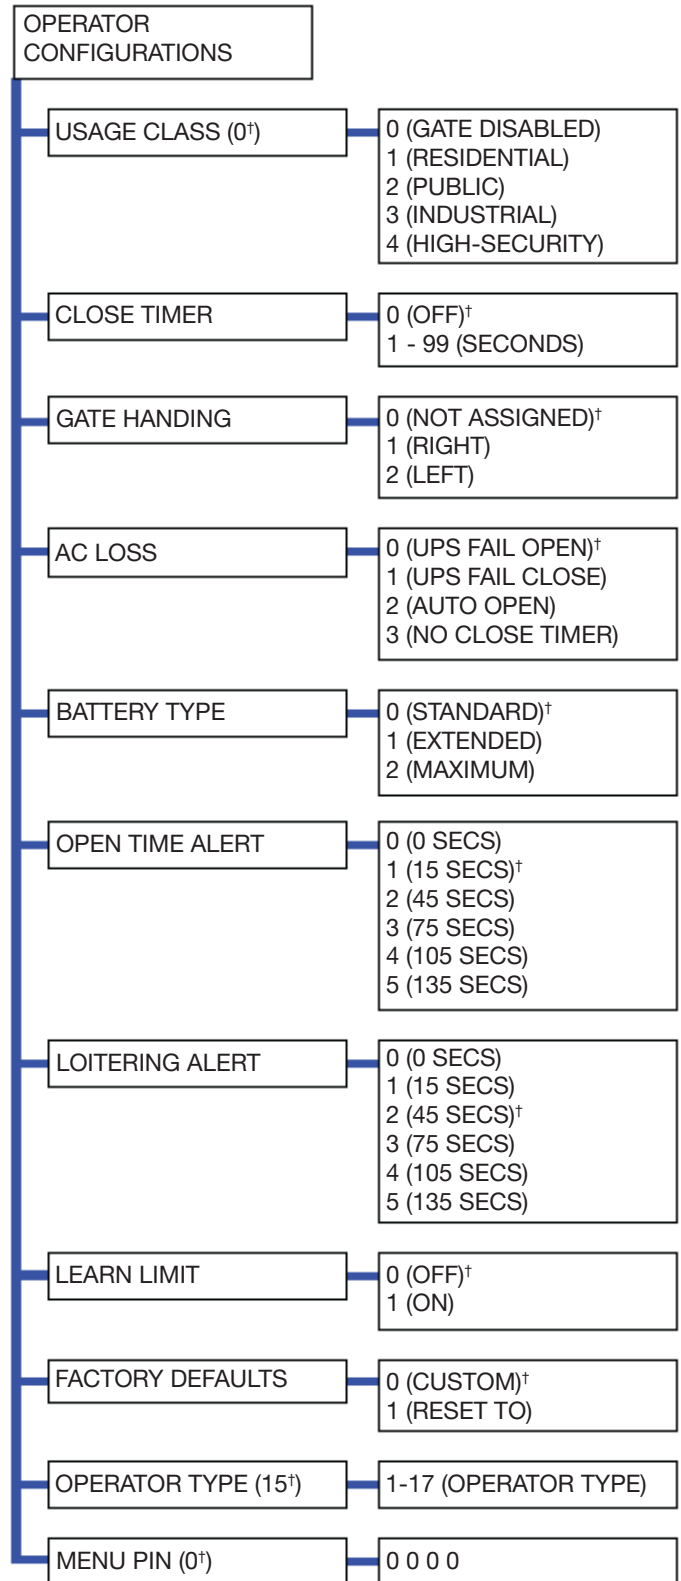 OPERATOR
CONFIGURATIONS
USAGE CLASS (0†)
0 (GATE DISABLED)
1 (RESIDENTIAL)
2 (PUBLIC)
3 (INDUSTRIAL)
4 (HIGH-SECURITY)
CLOSE TIMER
0 (OFF)†
1 - 99 (SECONDS)
GATE HANDING
0 (NOT ASSIGNED)†
1 (RIGHT)
2 (LEFT)
AC LOSS
0 (UPS FAIL OPEN)†
1 (UPS FAIL CLOSE)
2 (AUTO OPEN)
3 (NO CLOSE TIMER)
BATTERY TYPE
0 (STANDARD)†
1 (EXTENDED)
2 (MAXIMUM)
OPEN TIME ALERT
0 (0 SECS)
1 (15 SECS)†
2 (45 SECS)
3 (75 SECS)
4 (105 SECS)
5 (135 SECS)
LOITERING ALERT
0 (0 SECS)
1 (15 SECS)
2 (45 SECS)†
3 (75 SECS)
4 (105 SECS)
5 (135 SECS)
LEARN LIMIT
0 (OFF)†
1 (ON)
FACTORY DEFAULTS
0 (CUSTOM)†
1 (RESET TO)
OPERATOR TYPE (15†)
1-17 (OPERATOR TYPE)
MENU PIN (0†)
0 0 0 0